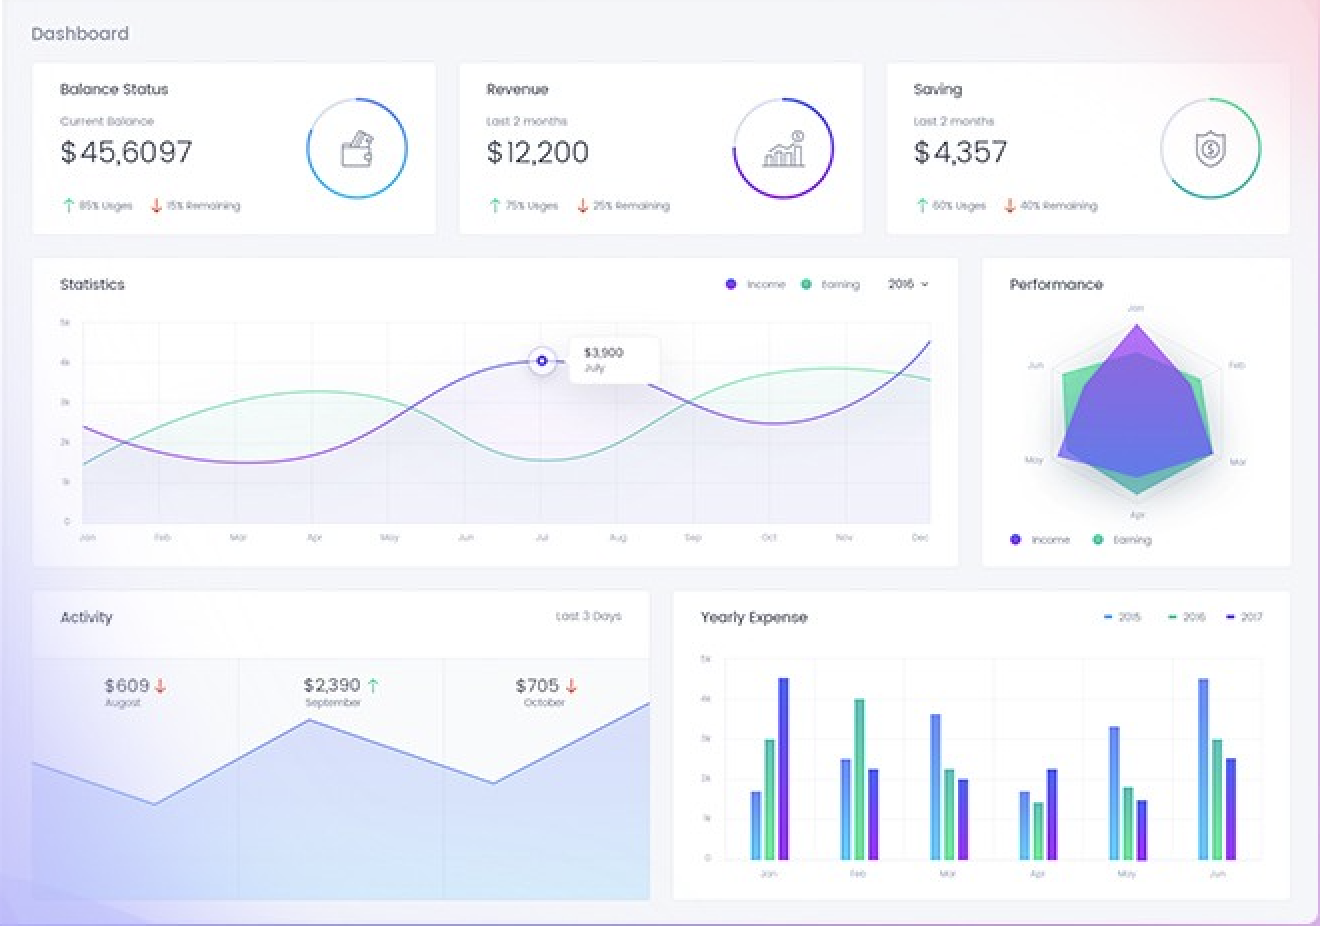 Dashboard
Balance Status
Current Balance
$45,6097
85% Usges 15% Remaining
Revenue
Last 2 months
$12,200
75% Usges 25% Remaining
Saving
Last 2 months
$4,357
60% Usges 40% Remaining
Statistics
Income Earning 2016
5k
4k
3k
2k
1k
0
$3,900
July
Jan Feb Mar Apr May Jun Jul Aug Sep Oct Nov Dec
Performance
Jan
Jun Feb
May Mar
Apr
Income Earning
Activity Last 3 Days
$609 $2,390 $705
August September October
Yearly Expense 2015 2016 2017
5k
4k
3k
2k
1k
0
Jan Feb Mar Apr May Jun